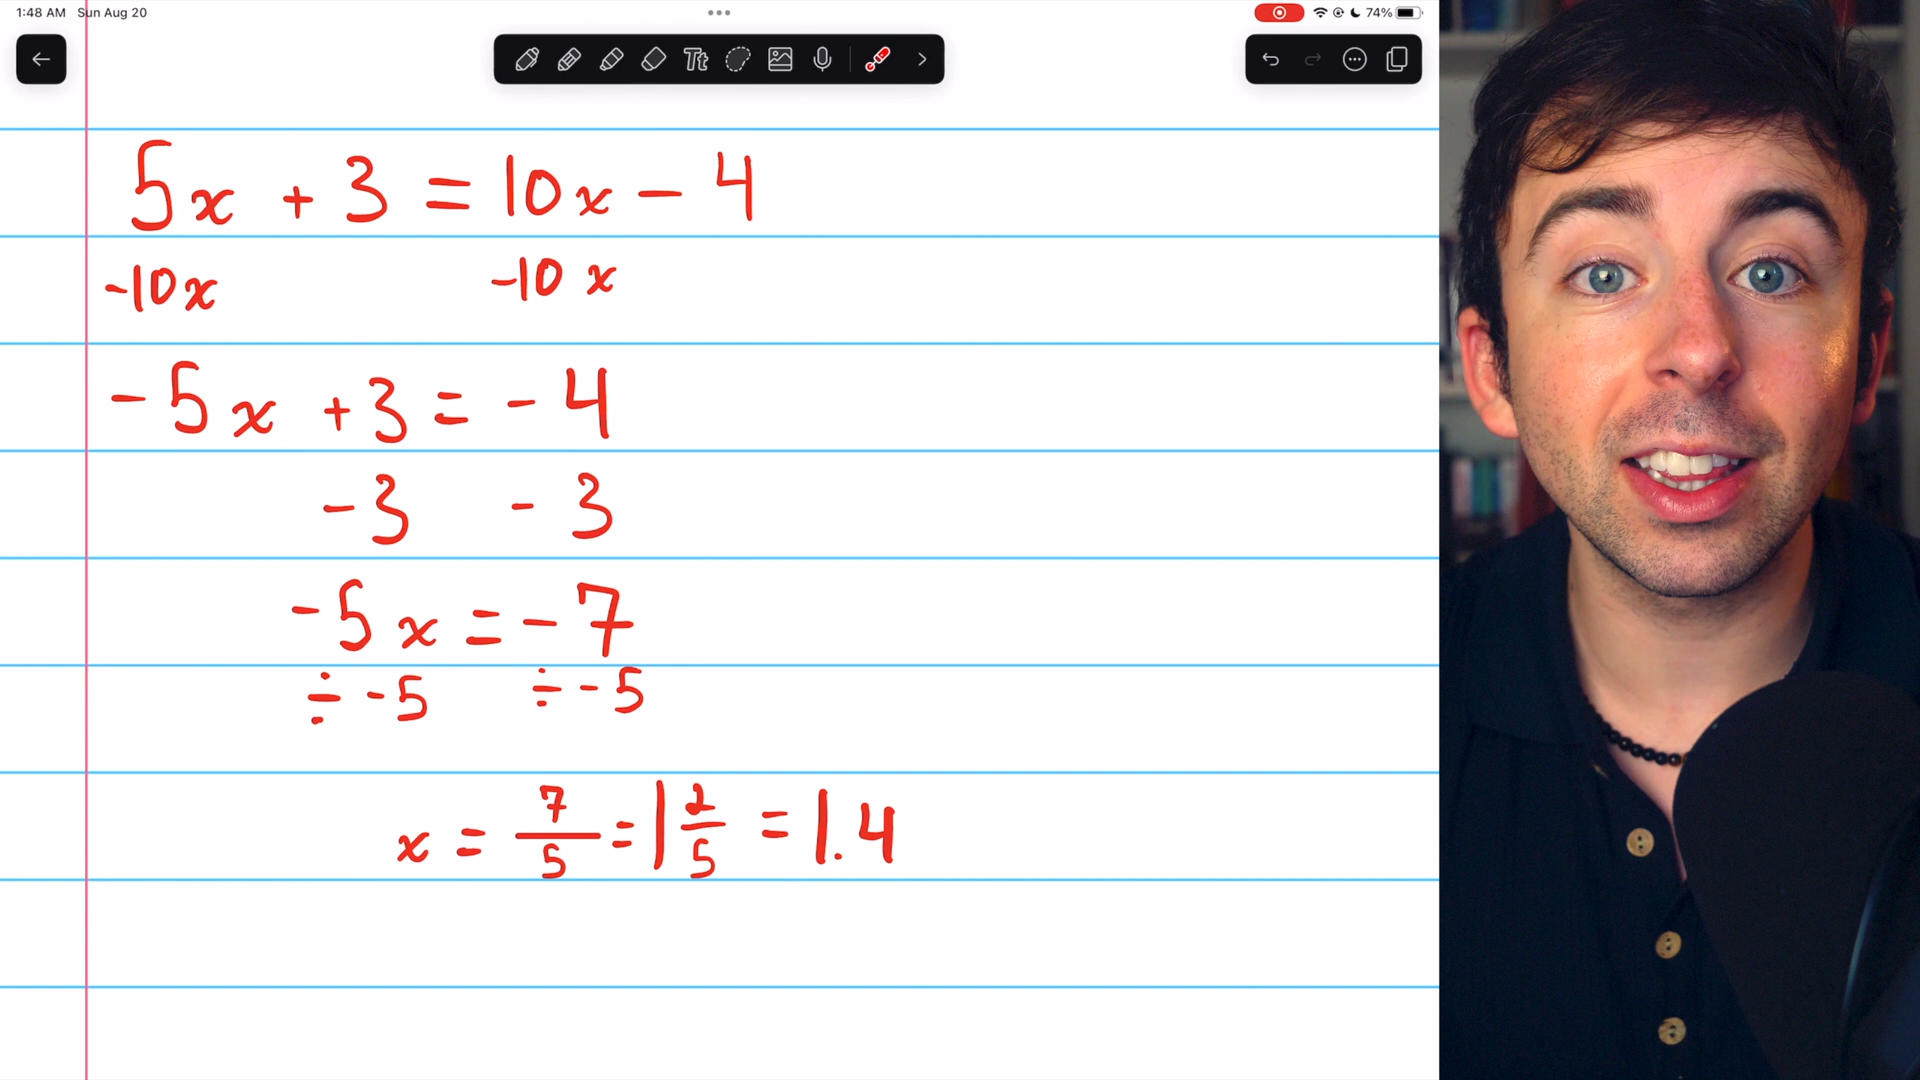 1:48 AM Sun Aug 20
74%
Tt
5x + 3 = 10x - 4
-10x -10x
-5x + 3 = -4
-3 -3
-5x = -7
÷ -5 ÷ -5
x = 7/5 = 1 2/5 = 1.4